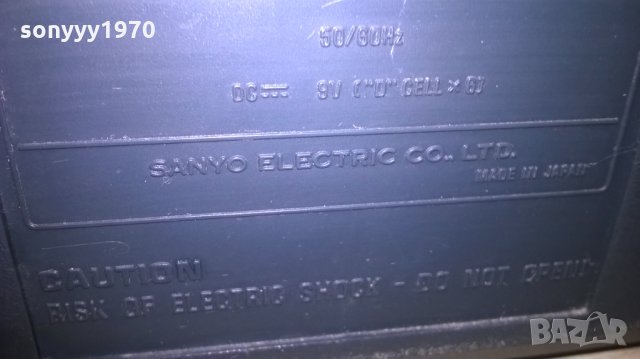 sonyyy1970
50/60Hz
DC 9V ("D" CELL × 6)
SANYO ELECTRIC CO., LTD.
MADE IN JAPAN
CAUTION
RISK OF ELECTRIC SHOCK - DO NOT OPEN
BAZAR